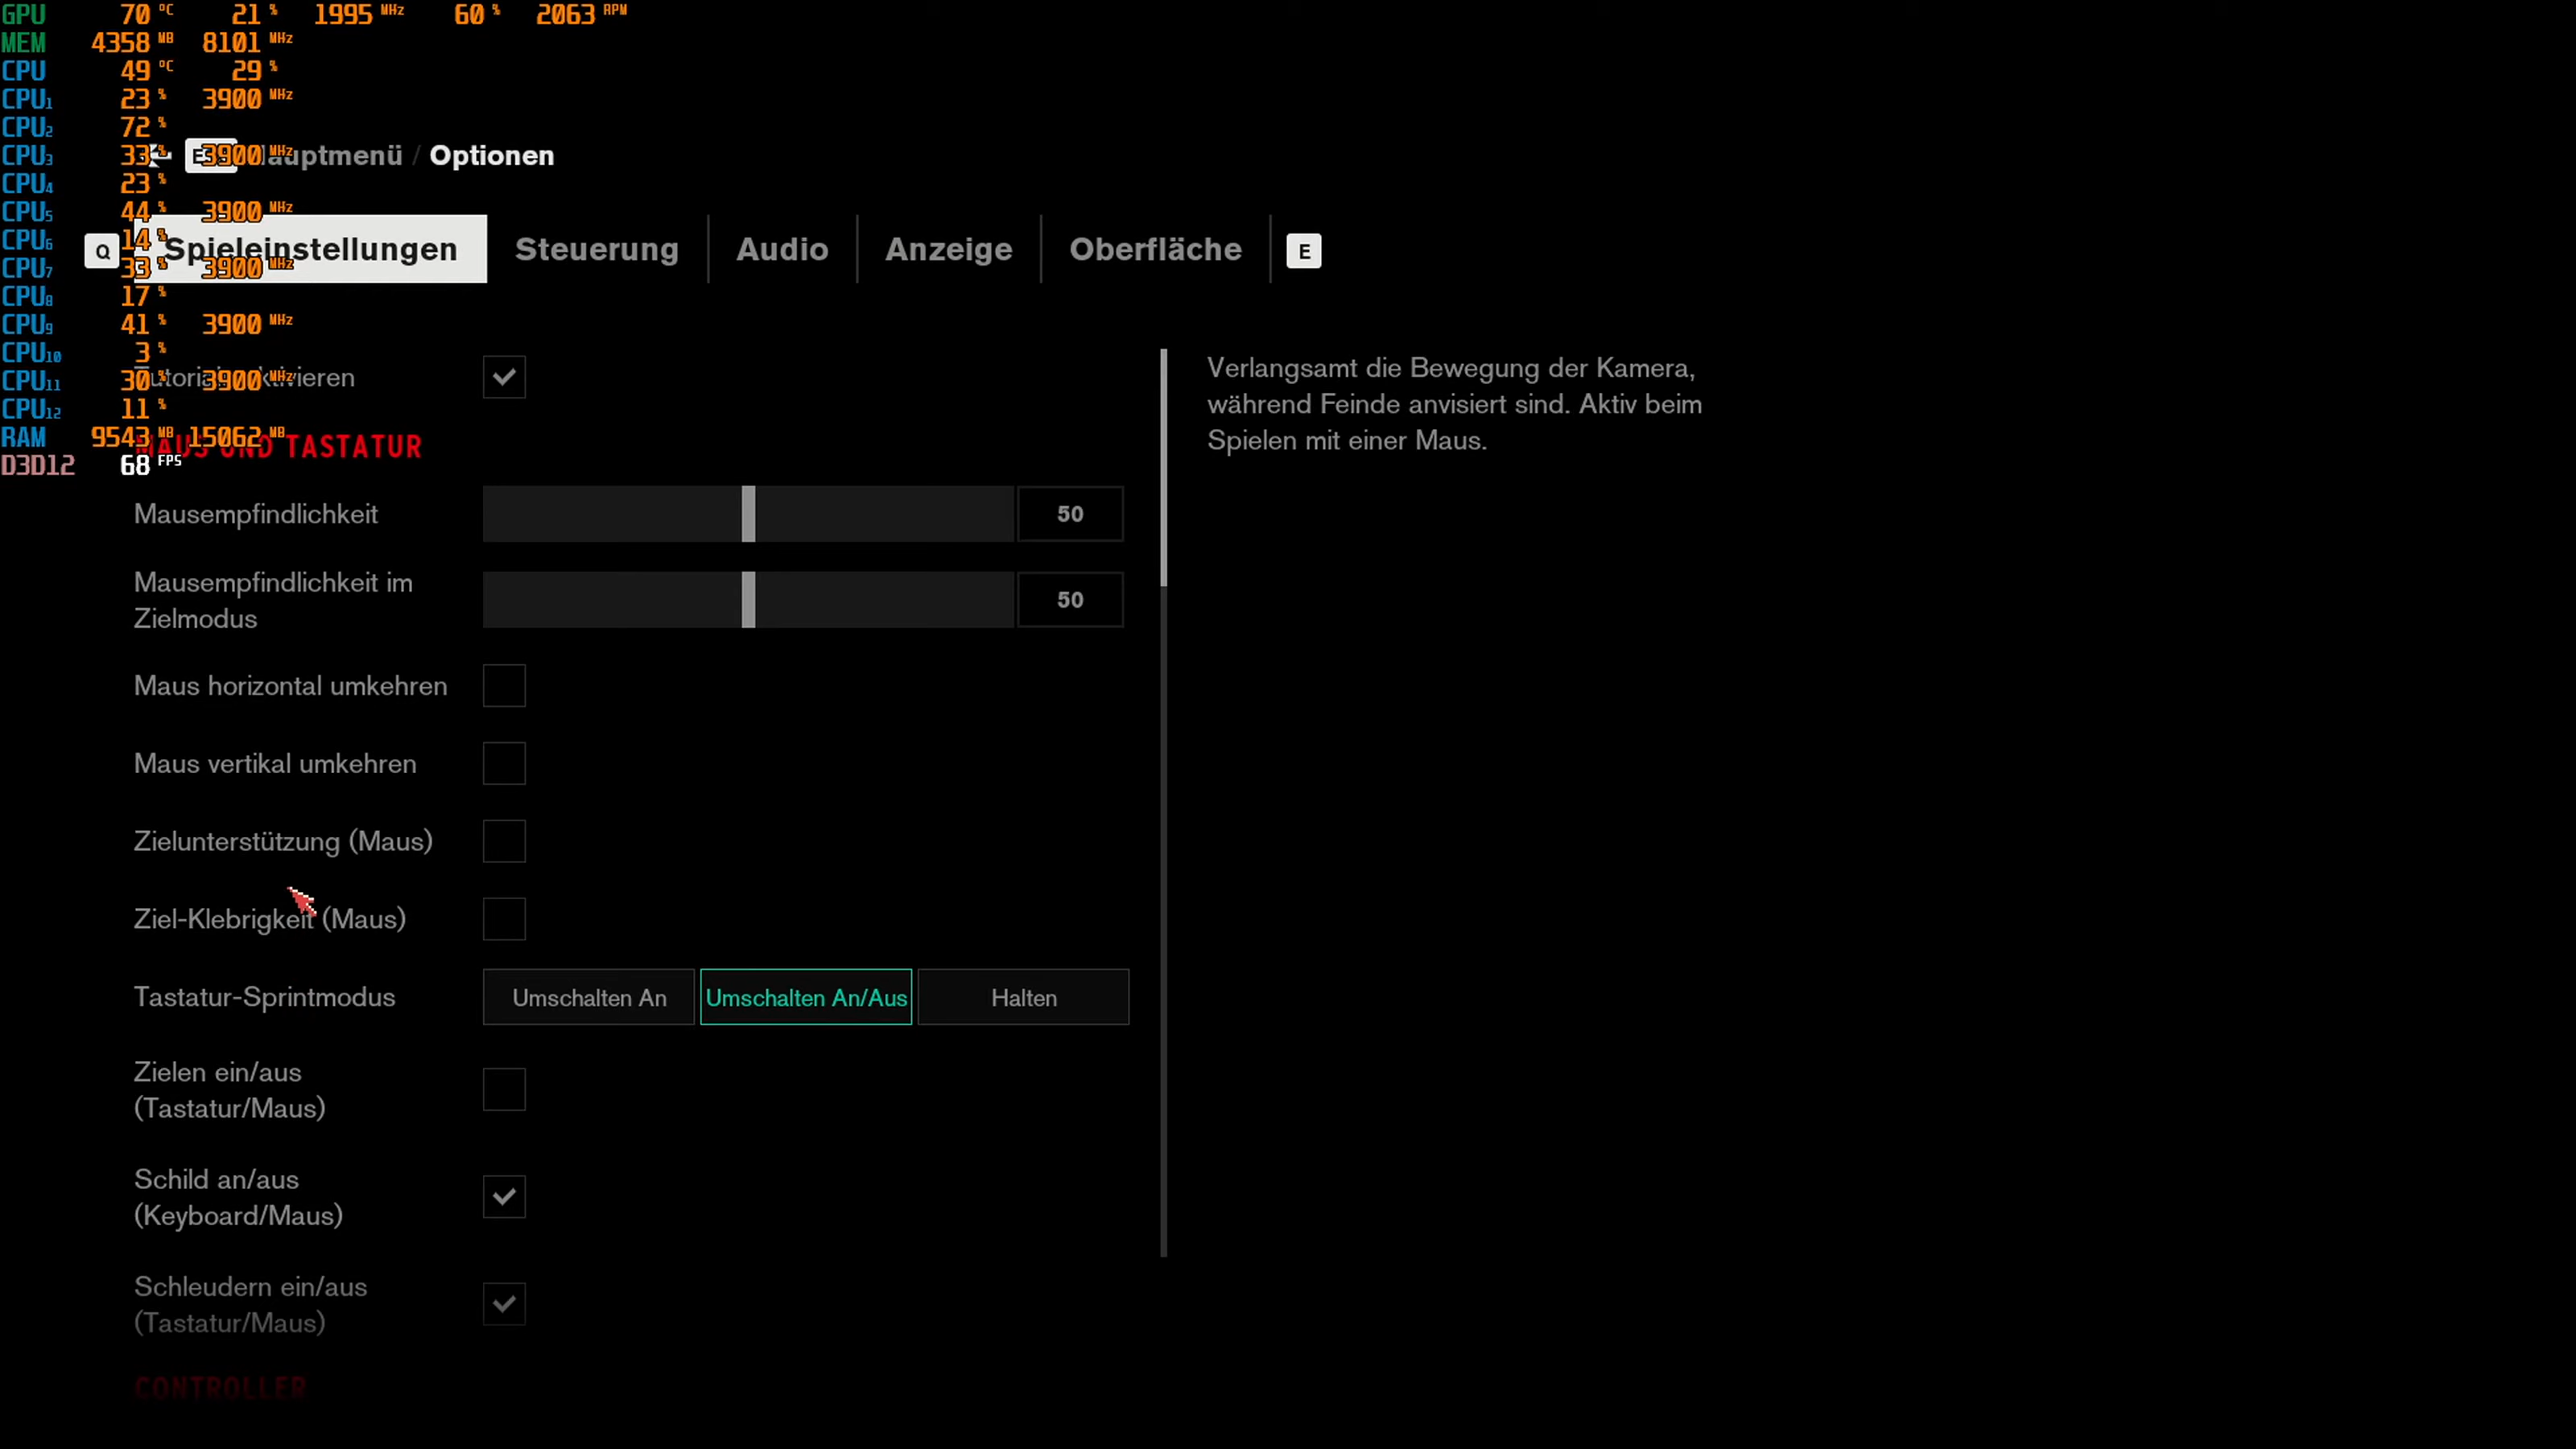 GPU 70 °C 21 % 1995 MHz 60 % 2063 RPM
MEM 4358 MB 8101 MHz
CPU 49 °C 29 %
CPU1 23 % 3900 MHz
CPU2 72 %
CPU3 33 % 3900 MHz
Hauptmenü / Optionen
CPU4 23 %
CPU5 44 % 3900 MHz
CPU6 14 %
Q Spieleinstellungen Steuerung Audio Anzeige Oberfläche E
CPU7 33 % 3900 MHz
CPU8 17 %
CPU9 41 % 3900 MHz
CPU10 3 %
CPU11 30 % 3900 MHz
CPU12 11 %
RAM 9543 MB 15062 MB
MAUS UND TASTATUR
D3D12 68 FPS
Verlangsamt die Bewegung der Kamera,
während Feinde anvisiert sind. Aktiv beim
Spielen mit einer Maus.
Mausempfindlichkeit 50
Mausempfindlichkeit im
Zielmodus 50
Maus horizontal umkehren
Maus vertikal umkehren
Zielunterstützung (Maus)
Ziel-Klebrigkeit (Maus)
Tastatur-Sprintmodus Umschalten An Umschalten An/Aus Halten
Zielen ein/aus
(Tastatur/Maus)
Schild an/aus
(Keyboard/Maus)
Schleudern ein/aus
(Tastatur/Maus)
CONTROLLER